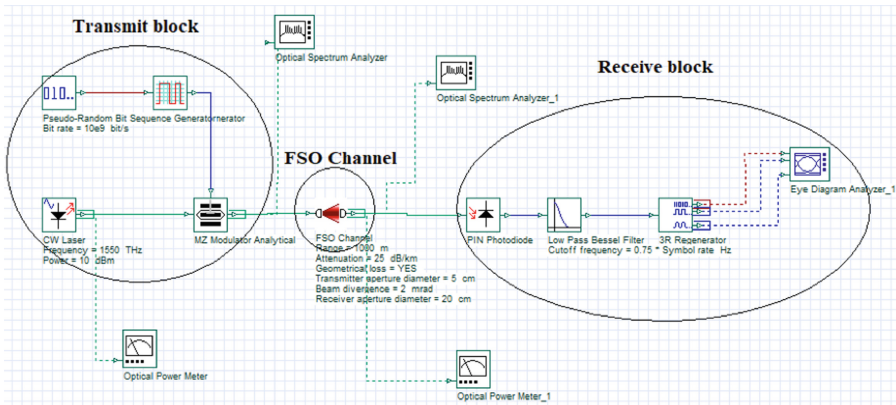 Transmit block
Optical Spectrum Analyzer
Receive block
Optical Spectrum Analyzer_1
010..
Pseudo-Random Bit Sequence Generatornerator
Bit rate = 10e9 bit/s
FSO Channel
Eye Diagram Analyzer_1
CW Laser
Frequency = 1550 THz
Power = 10 dBm
MZ Modulator Analytical
FSO Channel
Range = 1000 m
Attenuation = 25 dB/km
Geometrical loss = YES
Transmitter aperture diameter = 5 cm
Beam divergence = 2 mrad
Receiver aperture diameter = 20 cm
PIN Photodiode
Low Pass Bessel Filter
Cutoff frequency = 0.75 * Symbol rate Hz
3R Regenerator
Optical Power Meter
Optical Power Meter_1